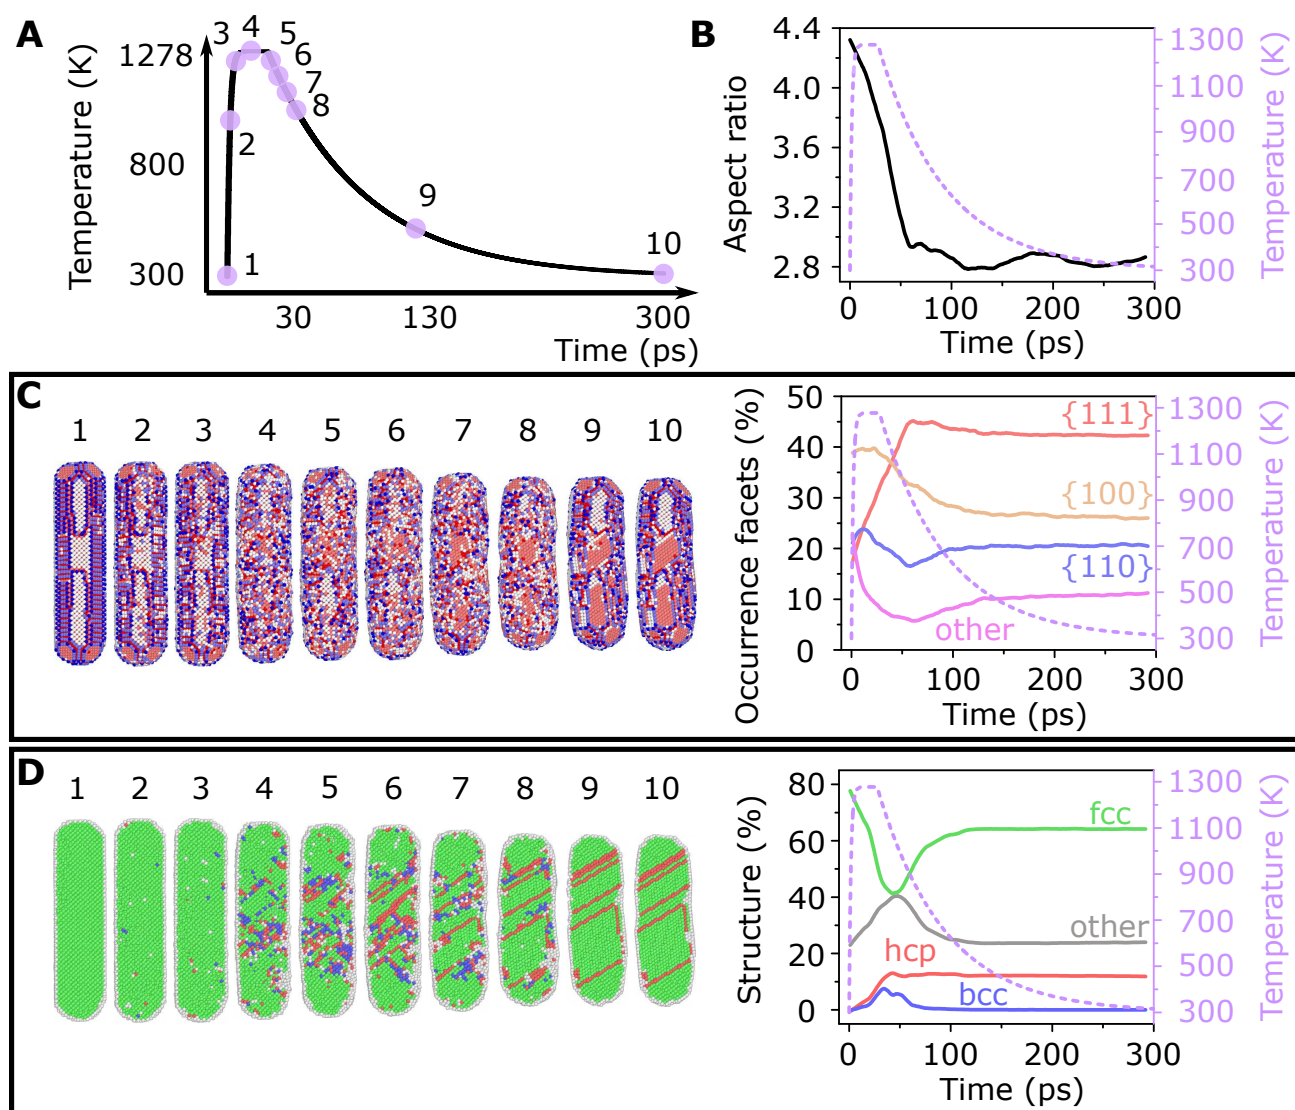 A
Temperature (K)
1278
800
300
1
2
3
4
5
6
7
8
9
10
30
130
300
Time (ps)
B
Aspect ratio
4.4
4.0
3.6
3.2
2.8
0
100
200
300
Time (ps)
1300
1100
900
700
500
300
Temperature (K)
C
1 2 3 4 5 6 7 8 9 10
Occurrence facets (%)
50
40
30
20
10
0
{111}
{100}
{110}
other
0
100
200
300
Time (ps)
1300
1100
900
700
500
300
Temperature (K)
D
1 2 3 4 5 6 7 8 9 10
Structure (%)
80
60
40
20
0
fcc
other
hcp
bcc
0
100
200
300
Time (ps)
1300
1100
900
700
500
300
Temperature (K)